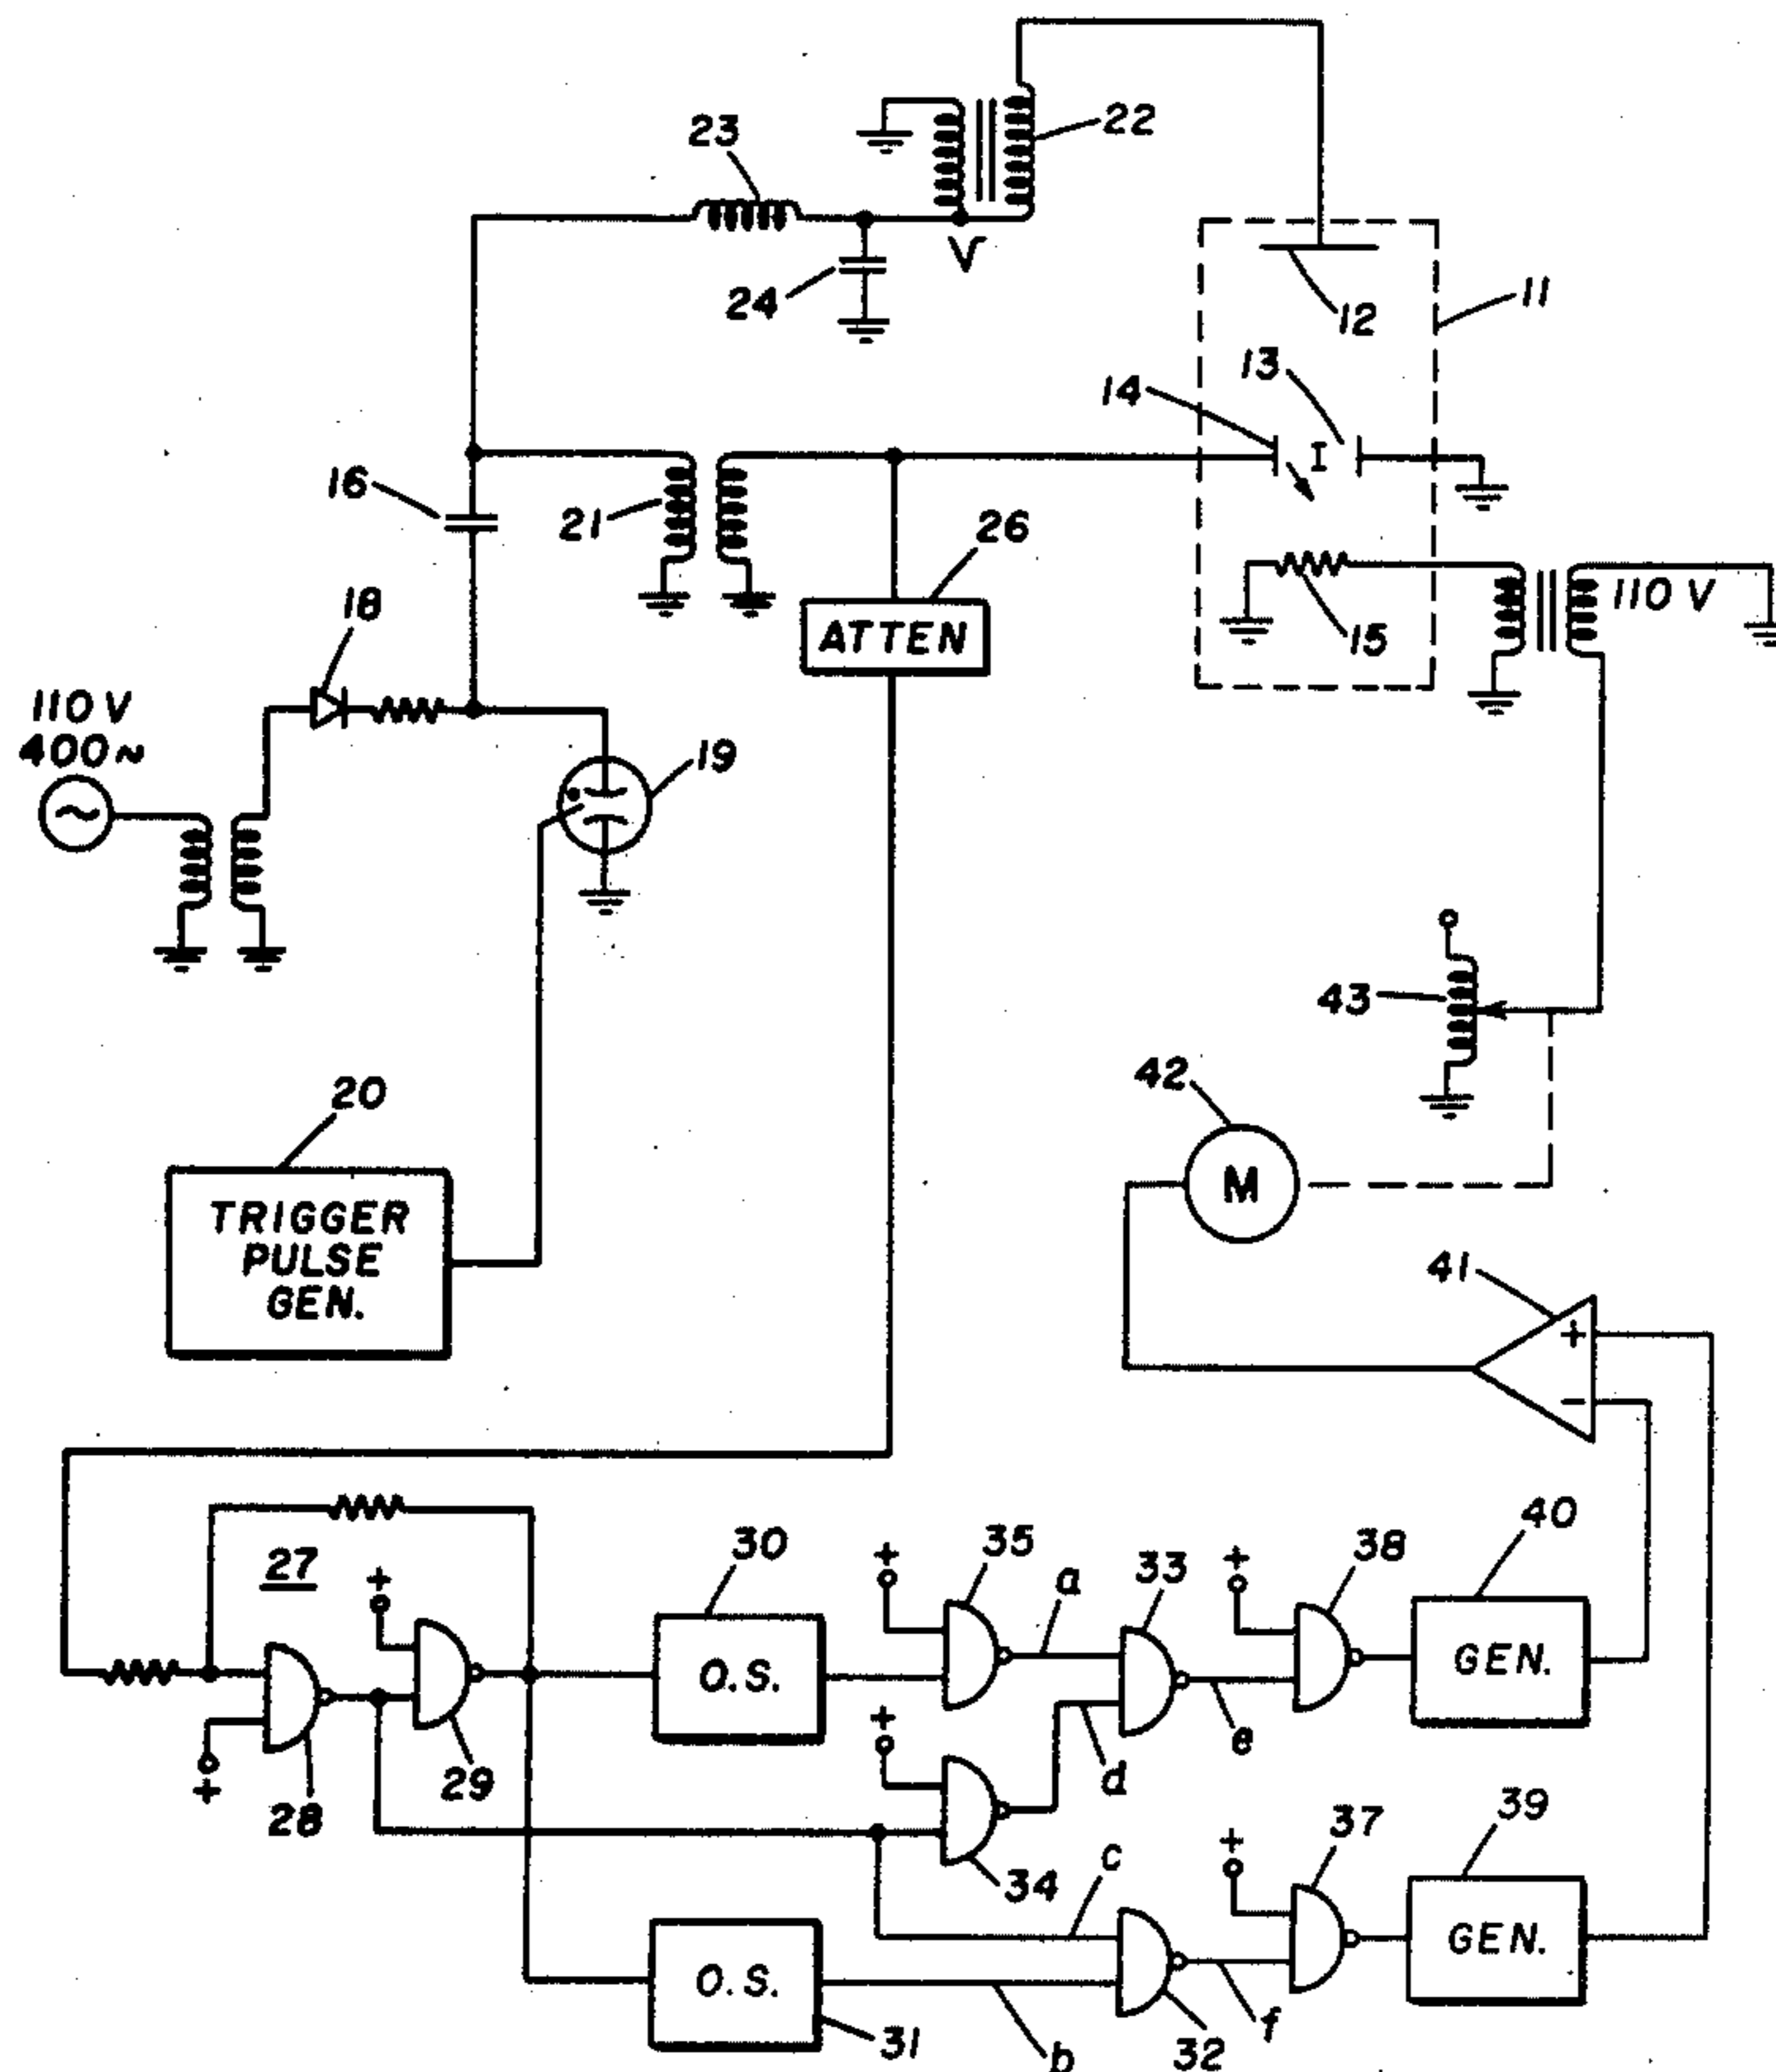 22
23
V
24
12
11
14
13
I
16
21
26
ATTEN
15
110 V
18
110 V
400~
19
43
42
M
20
TRIGGER
PULSE
GEN.
41
+
−
27
+
30
O.S.
+
35
a
33
+
38
40
GEN.
29
28
+
+
d
e
34
c
+
37
39
GEN.
O.S.
31
b
32
f